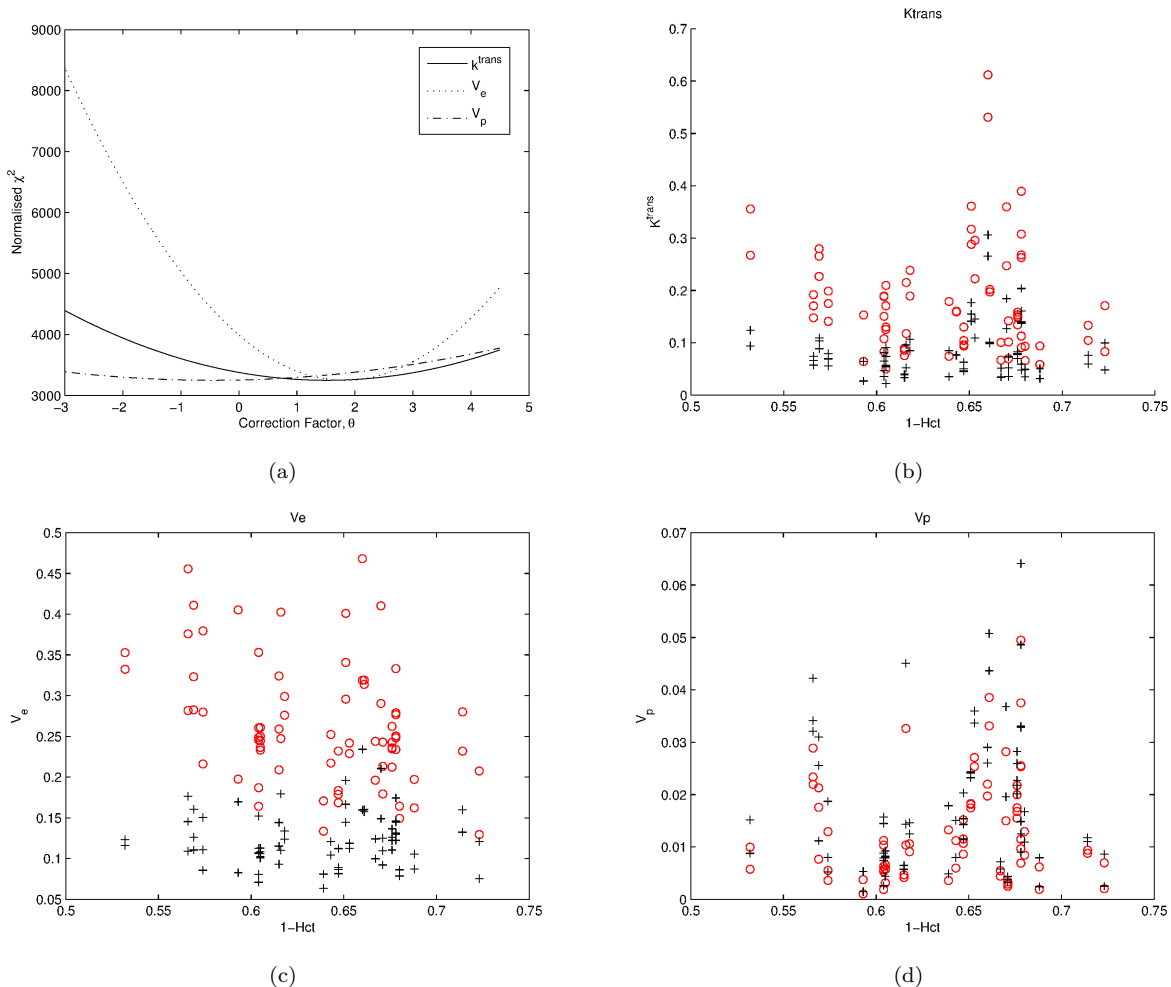 9000
8000
7000
6000
5000
4000
3000
−3 −2 −1 0 1 2 3 4 5
Normalised χ²
Correction Factor, θ
k^trans
V_e
V_p
(a)
Ktrans
0.7
0.6
0.5
0.4
0.3
0.2
0.1
0
0.5 0.55 0.6 0.65 0.7 0.75
K^trans
1−Hct
(b)
Ve
0.5
0.45
0.4
0.35
0.3
0.25
0.2
0.15
0.1
0.05
0.5 0.55 0.6 0.65 0.7 0.75
V_e
1−Hct
(c)
Vp
0.07
0.06
0.05
0.04
0.03
0.02
0.01
0
0.5 0.55 0.6 0.65 0.7 0.75
V_p
1−Hct
(d)